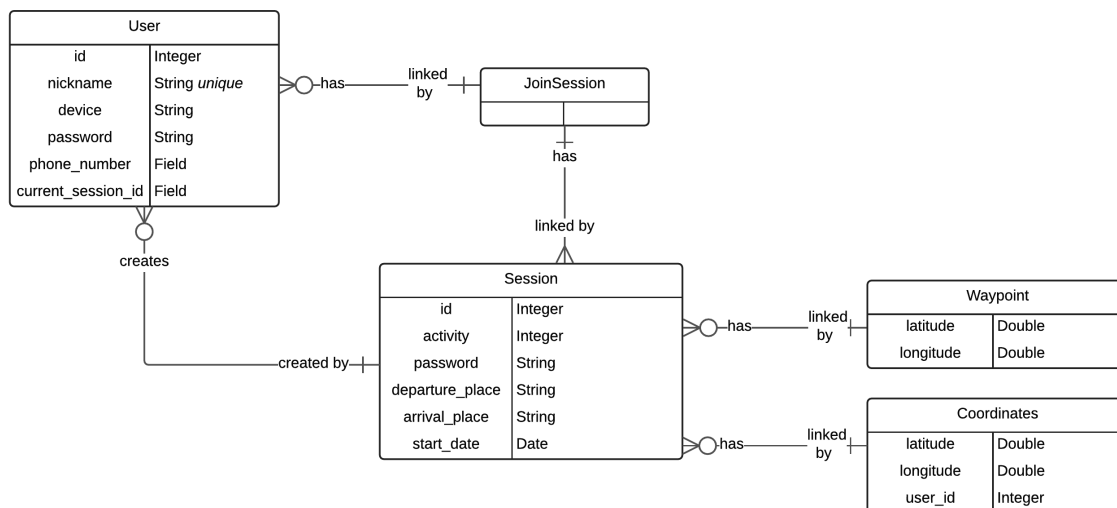 User
id Integer
nickname String unique
device String
password String
phone_number Field
current_session_id Field
has
linked
by
JoinSession
has
linked by
creates
created by
Session
id Integer
activity Integer
password String
departure_place String
arrival_place String
start_date Date
has
linked
by
Waypoint
latitude Double
longitude Double
has
linked
by
Coordinates
latitude Double
longitude Double
user_id Integer